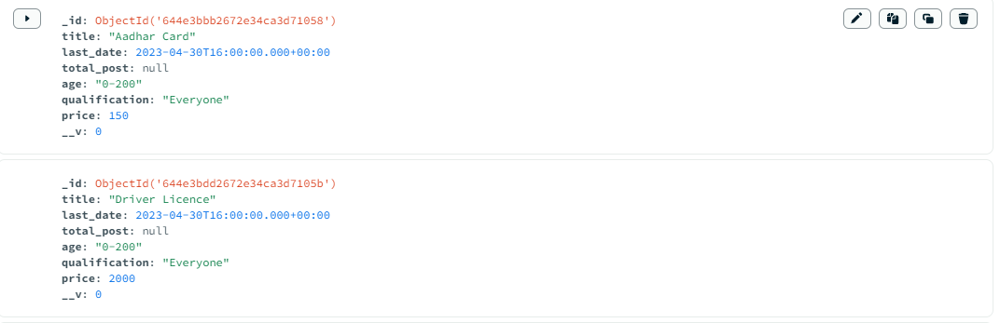 _id: ObjectId('644e3bbb2672e34ca3d71058')
title: "Aadhar Card"
last_date: 2023-04-30T16:00:00.000+00:00
total_post: null
age: "0-200"
qualification: "Everyone"
price: 150
__v: 0
_id: ObjectId('644e3bdd2672e34ca3d7105b')
title: "Driver Licence"
last_date: 2023-04-30T16:00:00.000+00:00
total_post: null
age: "0-200"
qualification: "Everyone"
price: 2000
__v: 0